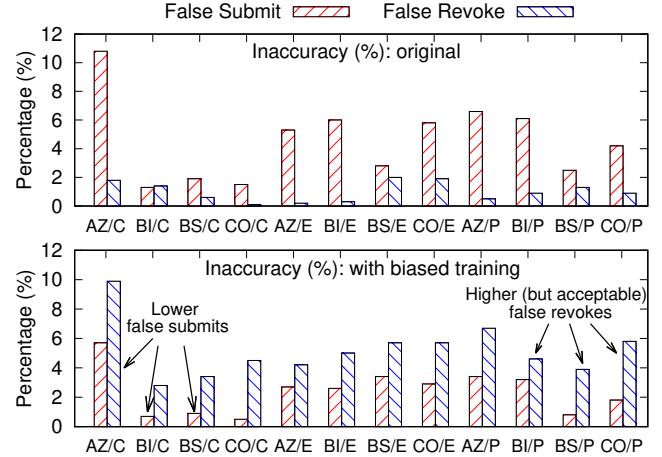 False Submit False Revoke
Inaccuracy (%): original
Percentage (%)
12
10
8
6
4
2
0
AZ/C BI/C BS/C CO/C AZ/E BI/E BS/E CO/E AZ/P BI/P BS/P CO/P
Inaccuracy (%): with biased training
Percentage (%)
12
10
8
6
4
2
0
Lower
false submits
Higher (but acceptable)
false revokes
AZ/C BI/C BS/C CO/C AZ/E BI/E BS/E CO/E AZ/P BI/P BS/P CO/P